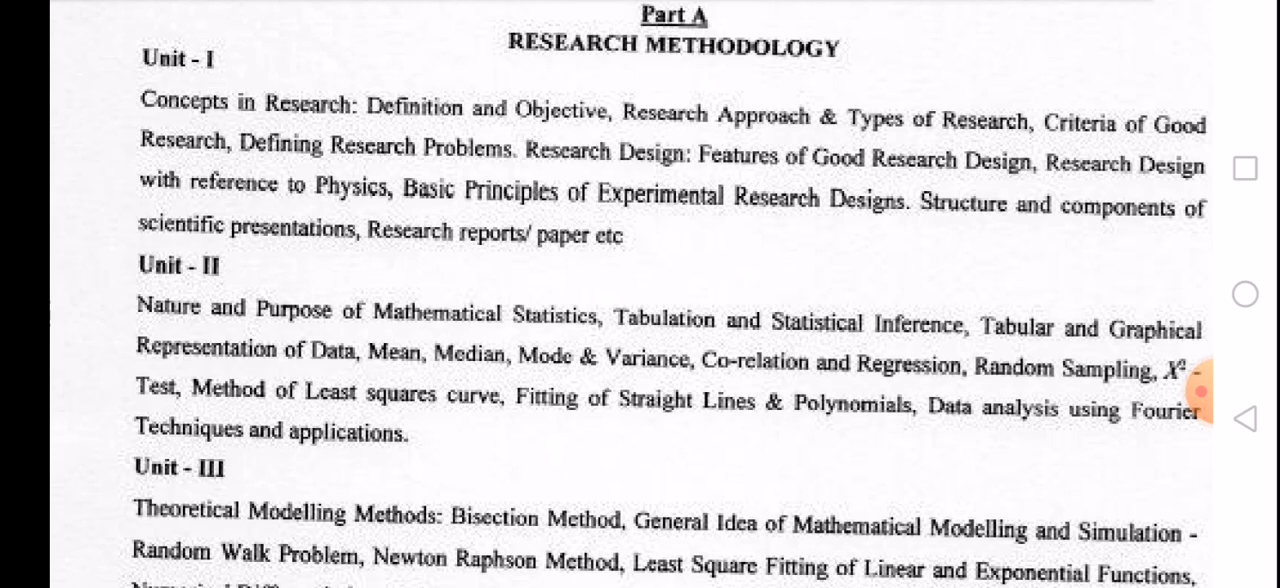 Part A
RESEARCH METHODOLOGY
Unit - I
Concepts in Research: Definition and Objective, Research Approach & Types of Research, Criteria of Good
Research, Defining Research Problems. Research Design: Features of Good Research Design, Research Design
with reference to Physics, Basic Principles of Experimental Research Designs. Structure and components of
scientific presentations, Research reports/ paper etc
Unit - II
Nature and Purpose of Mathematical Statistics, Tabulation and Statistical Inference, Tabular and Graphical
Representation of Data, Mean, Median, Mode & Variance, Co-relation and Regression, Random Sampling, X² -
Test, Method of Least squares curve, Fitting of Straight Lines & Polynomials, Data analysis using Fourier
Techniques and applications.
Unit - III
Theoretical Modelling Methods: Bisection Method, General Idea of Mathematical Modelling and Simulation -
Random Walk Problem, Newton Raphson Method, Least Square Fitting of Linear and Exponential Functions,